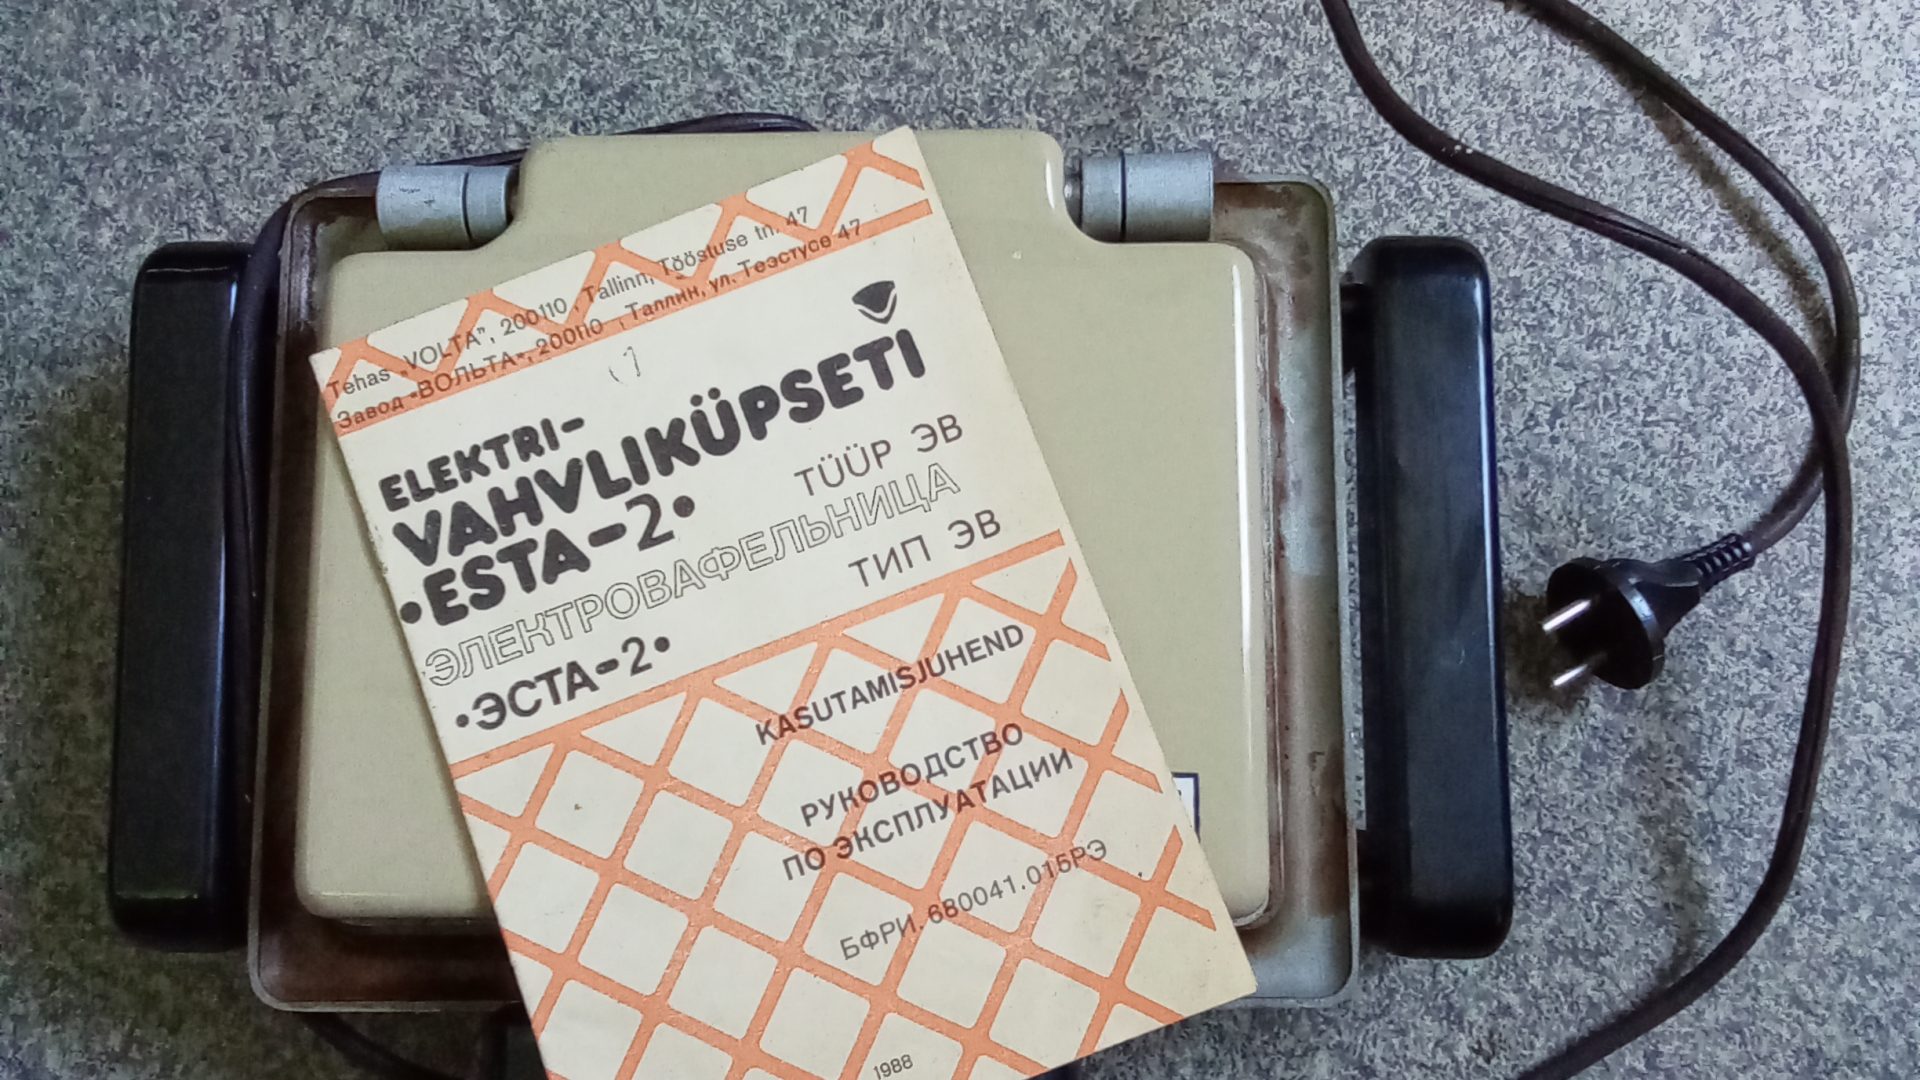 Tehas „VOLTA”, 200110, Tallinn, Tööstuse tn. 47
Завод «ВОЛЬТА», 200110, Таллин, ул. Теэстусе 47
ELEKTRI-
VAHVLIKÜPSETI
•ESTA-2• TÜÜP ЭВ
ЭЛЕКТРОВАФЕЛЬНИЦА
•ЭСТА-2• ТИП ЭВ
KASUTAMISJUHEND
РУКОВОДСТВО
ПО ЭКСПЛУАТАЦИИ
БФРИ. 680041.015РЭ
1988